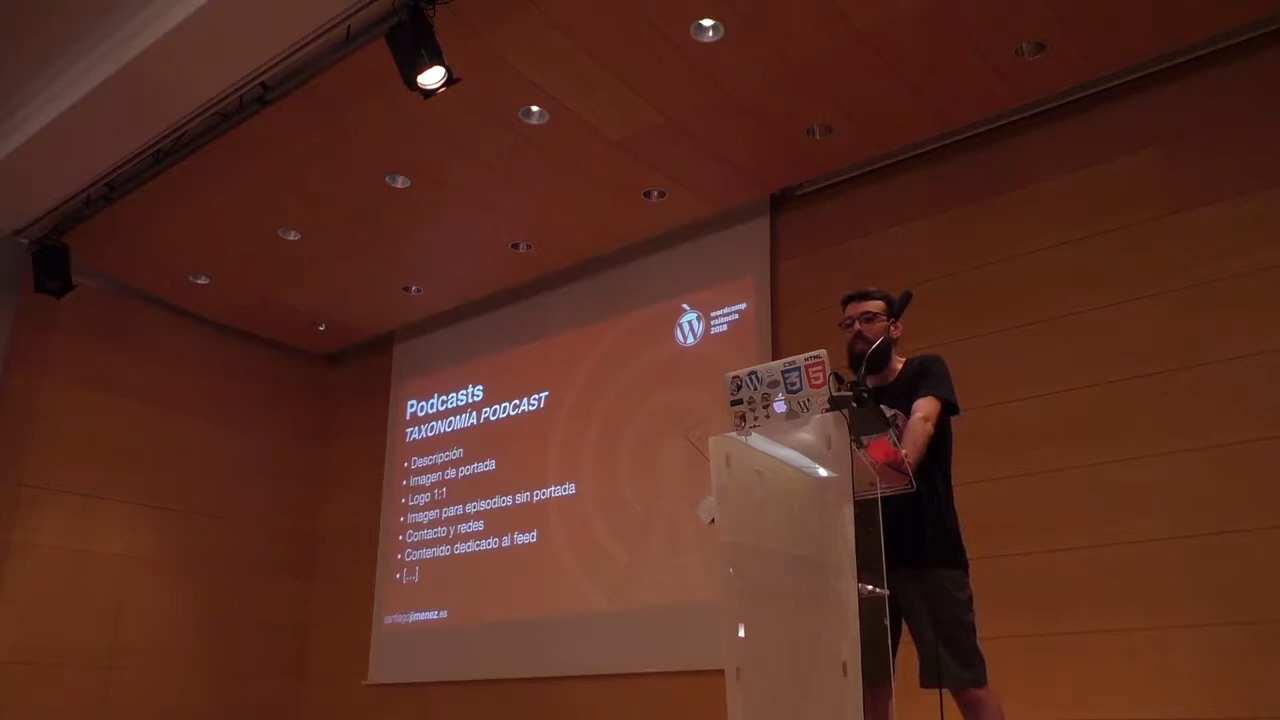 wordcamp
valència
2018
Podcasts
TAXONOMÍA PODCAST
• Descripción
• Imagen de portada
• Logo 1:1
• Imagen para episodios sin portada
• Contacto y redes
• Contenido dedicado al feed
• [...]
santiagojimenez.es
CSS
3
HTML
5